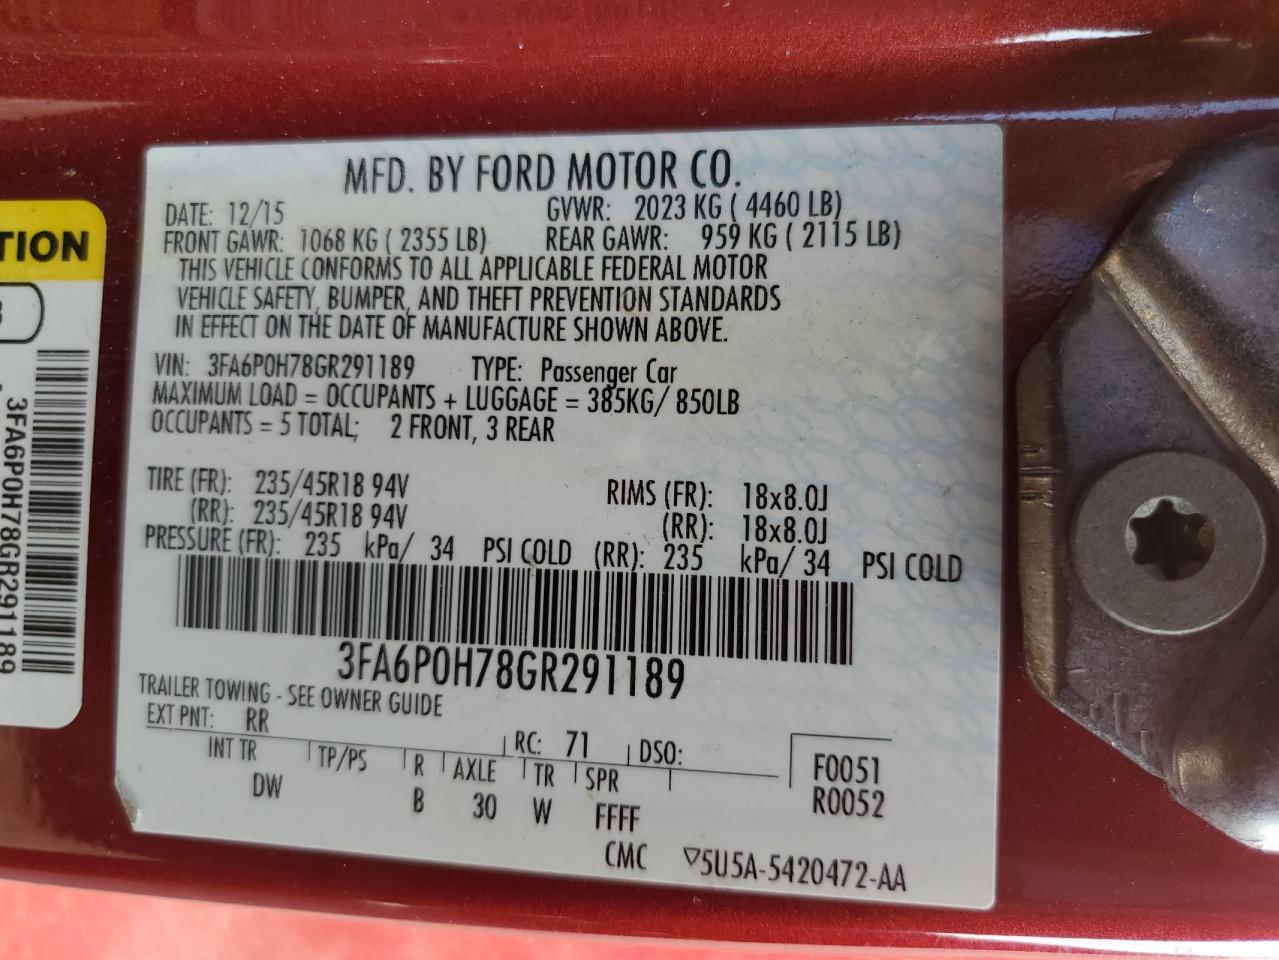 MFD. BY FORD MOTOR CO.
DATE: 12/15 GVWR: 2023 KG ( 4460 LB)
FRONT GAWR: 1068 KG ( 2355 LB) REAR GAWR: 959 KG ( 2115 LB)
THIS VEHICLE CONFORMS TO ALL APPLICABLE FEDERAL MOTOR
VEHICLE SAFETY, BUMPER, AND THEFT PREVENTION STANDARDS
IN EFFECT ON THE DATE OF MANUFACTURE SHOWN ABOVE.
VIN: 3FA6P0H78GR291189 TYPE: Passenger Car
MAXIMUM LOAD = OCCUPANTS + LUGGAGE = 385KG/ 850LB
OCCUPANTS = 5 TOTAL; 2 FRONT, 3 REAR
TIRE (FR): 235/45R18 94V RIMS (FR): 18x8.0J
(RR): 235/45R18 94V (RR): 18x8.0J
PRESSURE (FR): 235 kPa/ 34 PSI COLD (RR): 235 kPa/ 34 PSI COLD
3FA6P0H78GR291189
TRAILER TOWING - SEE OWNER GUIDE
EXT PNT: RR RC: 71 DSO:
INT TR TP/PS R AXLE TR SPR F0051
DW B 30 W FFFF R0052
CMC ▽5U5A-5420472-AA
TION
3FA6P0H78GR291189